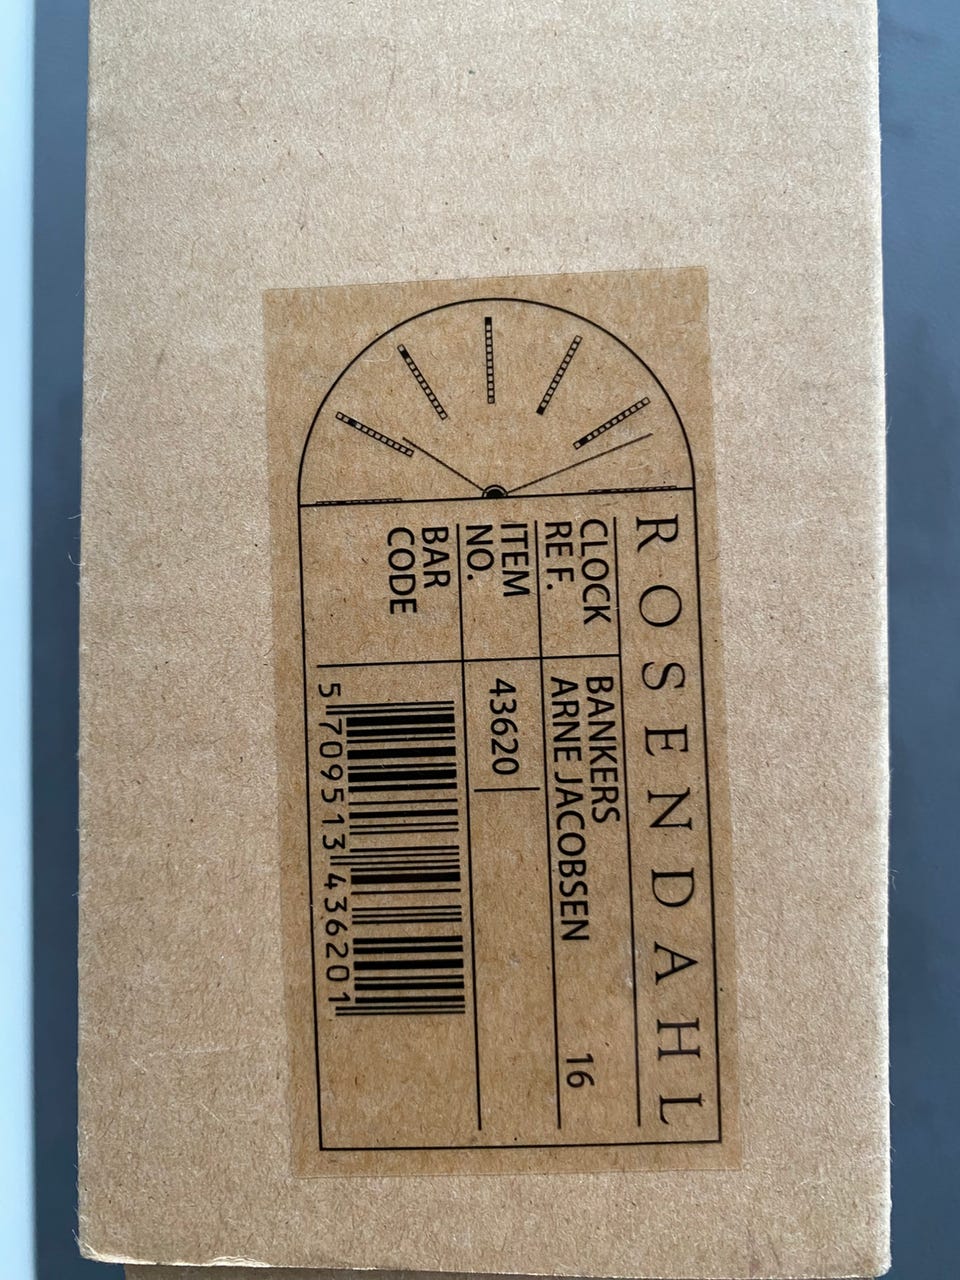 ROSENDAHL
CLOCK REF.
BANKERS
ARNE JACOBSEN 16
ITEM NO.
43620
BAR CODE
5 709513 436201